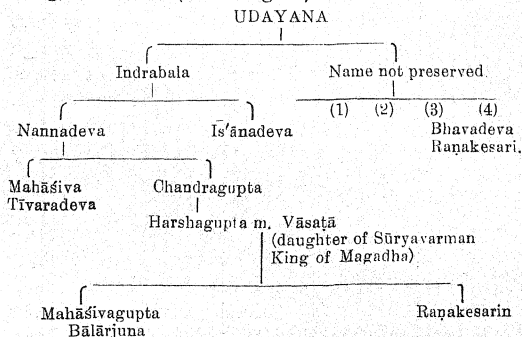 UDAYANA
Indrabala Name not preserved
(1) (2) (3) (4)
Nannadeva Īs'ānadeva Bhavadeva
Raṇakesari.
Mahāśiva Chandragupta
Tīvaradeva
Harshagupta m. Vāsaṭā
(daughter of Sūryavarman
King of Magadha)
Mahāśivagupta Raṇakesarin
Bālārjuna